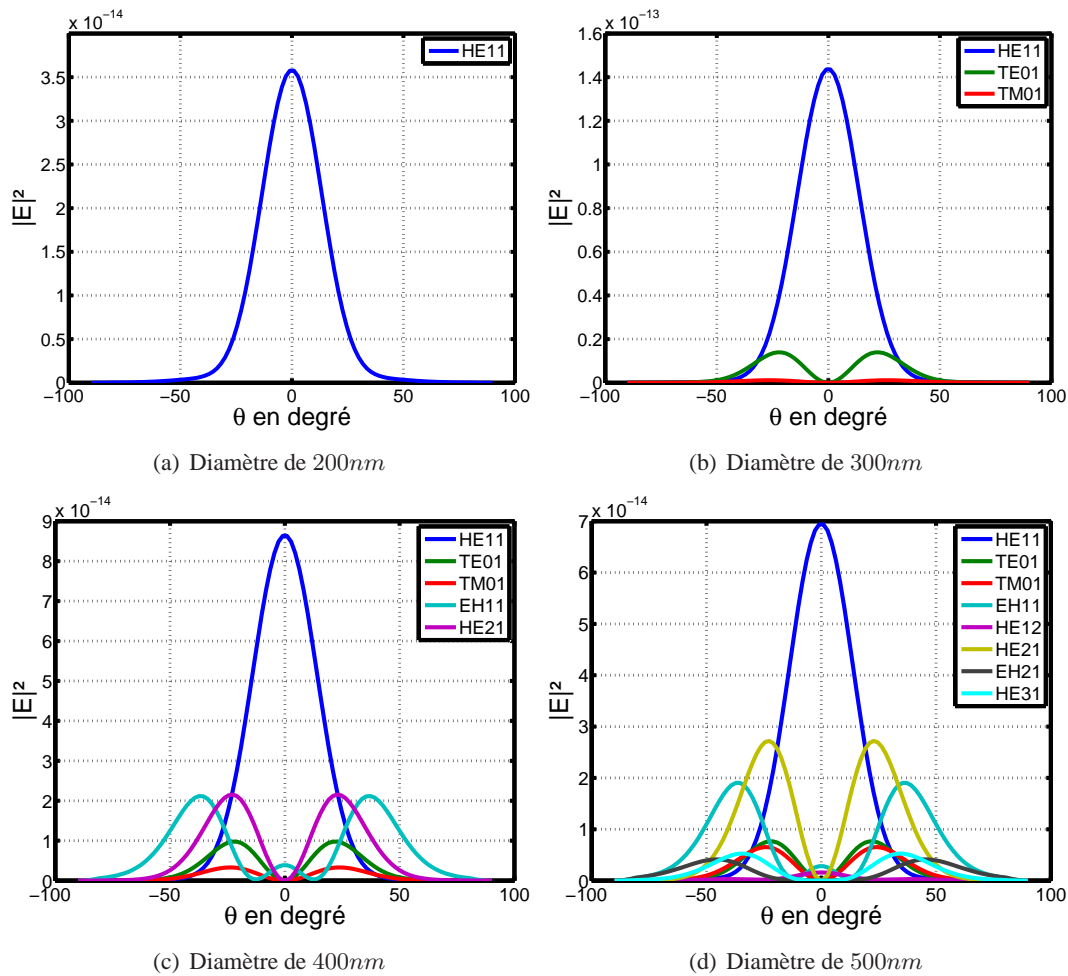 x 10⁻¹⁴
4
3.5
3
2.5
2
1.5
1
0.5
0
−100 −50 0 50 100
|E|²
θ en degré
HE11
(a) Diamètre de 200nm
x 10⁻¹³
1.6
1.4
1.2
1
0.8
0.6
0.4
0.2
0
−100 −50 0 50 100
|E|²
θ en degré
HE11
TE01
TM01
(b) Diamètre de 300nm
x 10⁻¹⁴
9
8
7
6
5
4
3
2
1
0
−100 −50 0 50 100
|E|²
θ en degré
HE11
TE01
TM01
EH11
HE21
(c) Diamètre de 400nm
x 10⁻¹⁴
7
6
5
4
3
2
1
0
−100 −50 0 50 100
|E|²
θ en degré
HE11
TE01
TM01
EH11
HE12
HE21
EH21
HE31
(d) Diamètre de 500nm